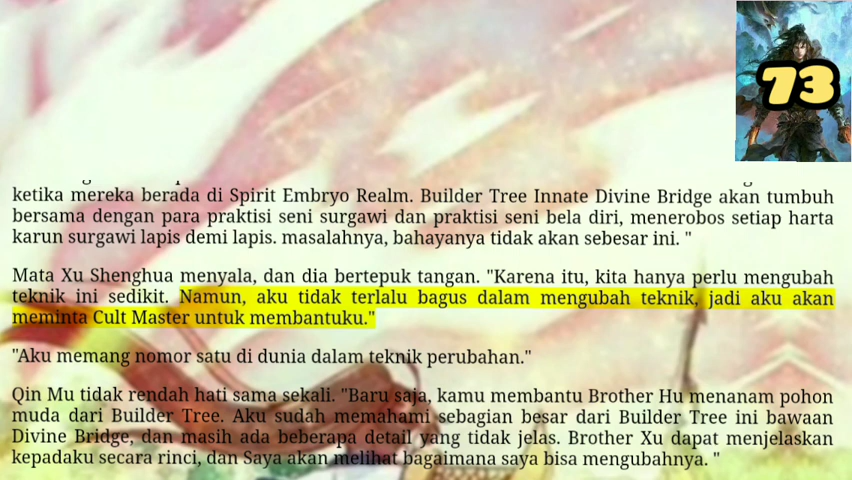 73
ketika mereka berada di Spirit Embryo Realm. Builder Tree Innate Divine Bridge akan tumbuh
bersama dengan para praktisi seni surgawi dan praktisi seni bela diri, menerobos setiap harta
karun surgawi lapis demi lapis. masalahnya, bahayanya tidak akan sebesar ini. "
Mata Xu Shenghua menyala, dan dia bertepuk tangan. "Karena itu, kita hanya perlu mengubah
teknik ini sedikit. Namun, aku tidak terlalu bagus dalam mengubah teknik, jadi aku akan
meminta Cult Master untuk membantuku."
"Aku memang nomor satu di dunia dalam teknik perubahan."
Qin Mu tidak rendah hati sama sekali. "Baru saja, kamu membantu Brother Hu menanam pohon
muda dari Builder Tree. Aku sudah memahami sebagian besar dari Builder Tree ini bawaan
Divine Bridge, dan masih ada beberapa detail yang tidak jelas. Brother Xu dapat menjelaskan
kepadaku secara rinci, dan Saya akan melihat bagaimana saya bisa mengubahnya. "